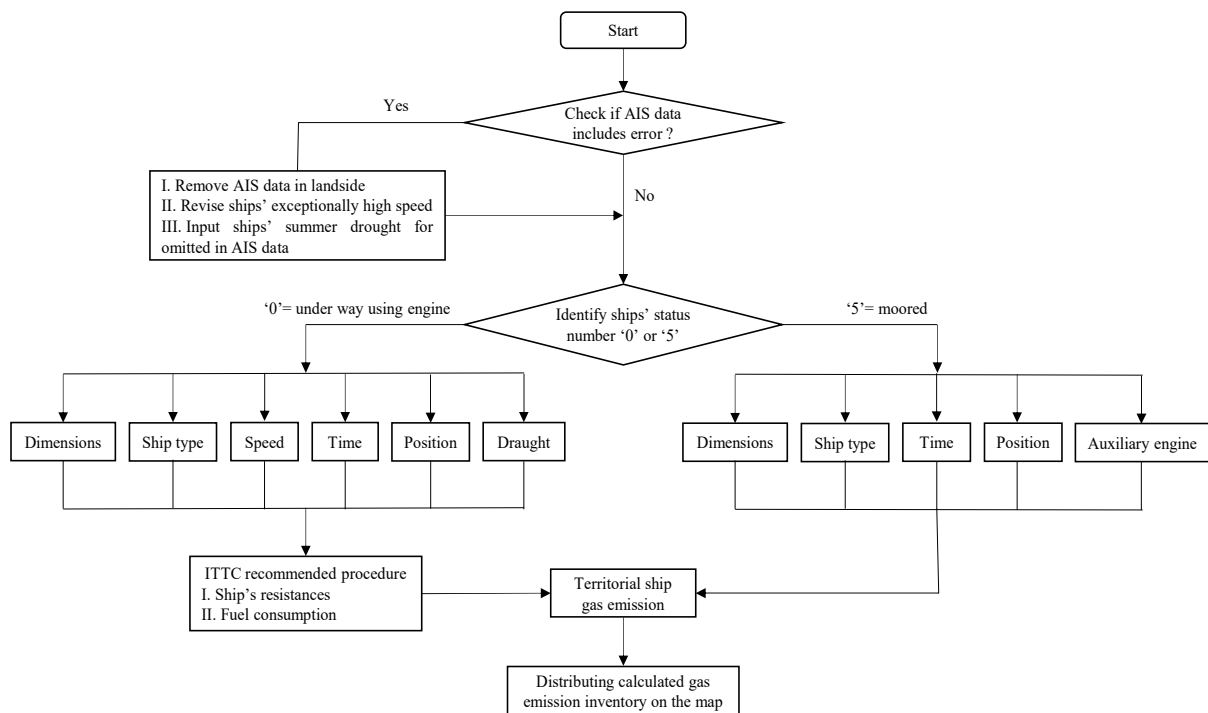 Start
Check if AIS data
includes error ?
Yes
No
I. Remove AIS data in landside
II. Revise ships’ exceptionally high speed
III. Input ships’ summer drought for
omitted in AIS data
‘0’= under way using engine
Identify ships’ status
number ‘0’ or ‘5’
‘5’= moored
Dimensions
Ship type
Speed
Time
Position
Draught
Dimensions
Ship type
Time
Position
Auxiliary engine
ITTC recommended procedure
I. Ship’s resistances
II. Fuel consumption
Territorial ship
gas emission
Distributing calculated gas
emission inventory on the map